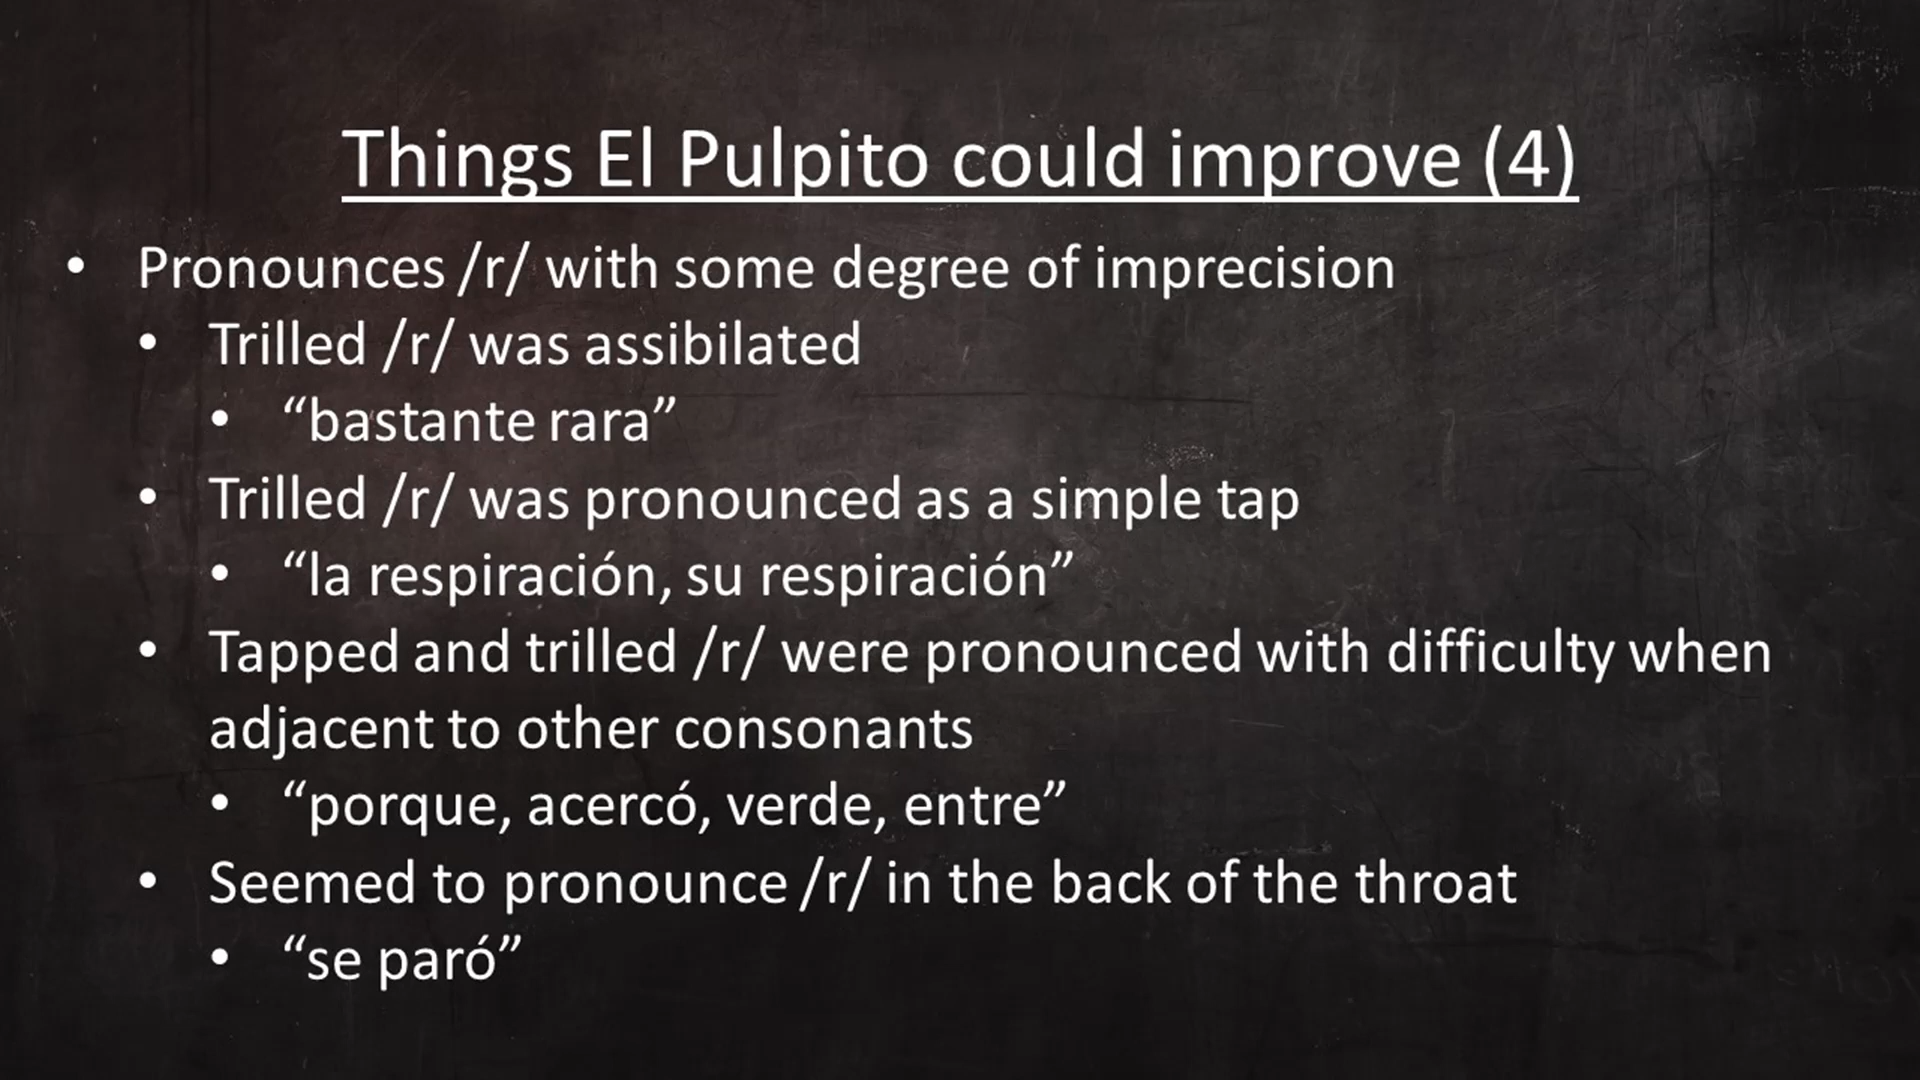 Things El Pulpito could improve (4)
• Pronounces /r/ with some degree of imprecision
• Trilled /r/ was assibilated
• “bastante rara”
• Trilled /r/ was pronounced as a simple tap
• “la respiración, su respiración”
• Tapped and trilled /r/ were pronounced with difficulty when
adjacent to other consonants
• “porque, acercó, verde, entre”
• Seemed to pronounce /r/ in the back of the throat
• “se paró”